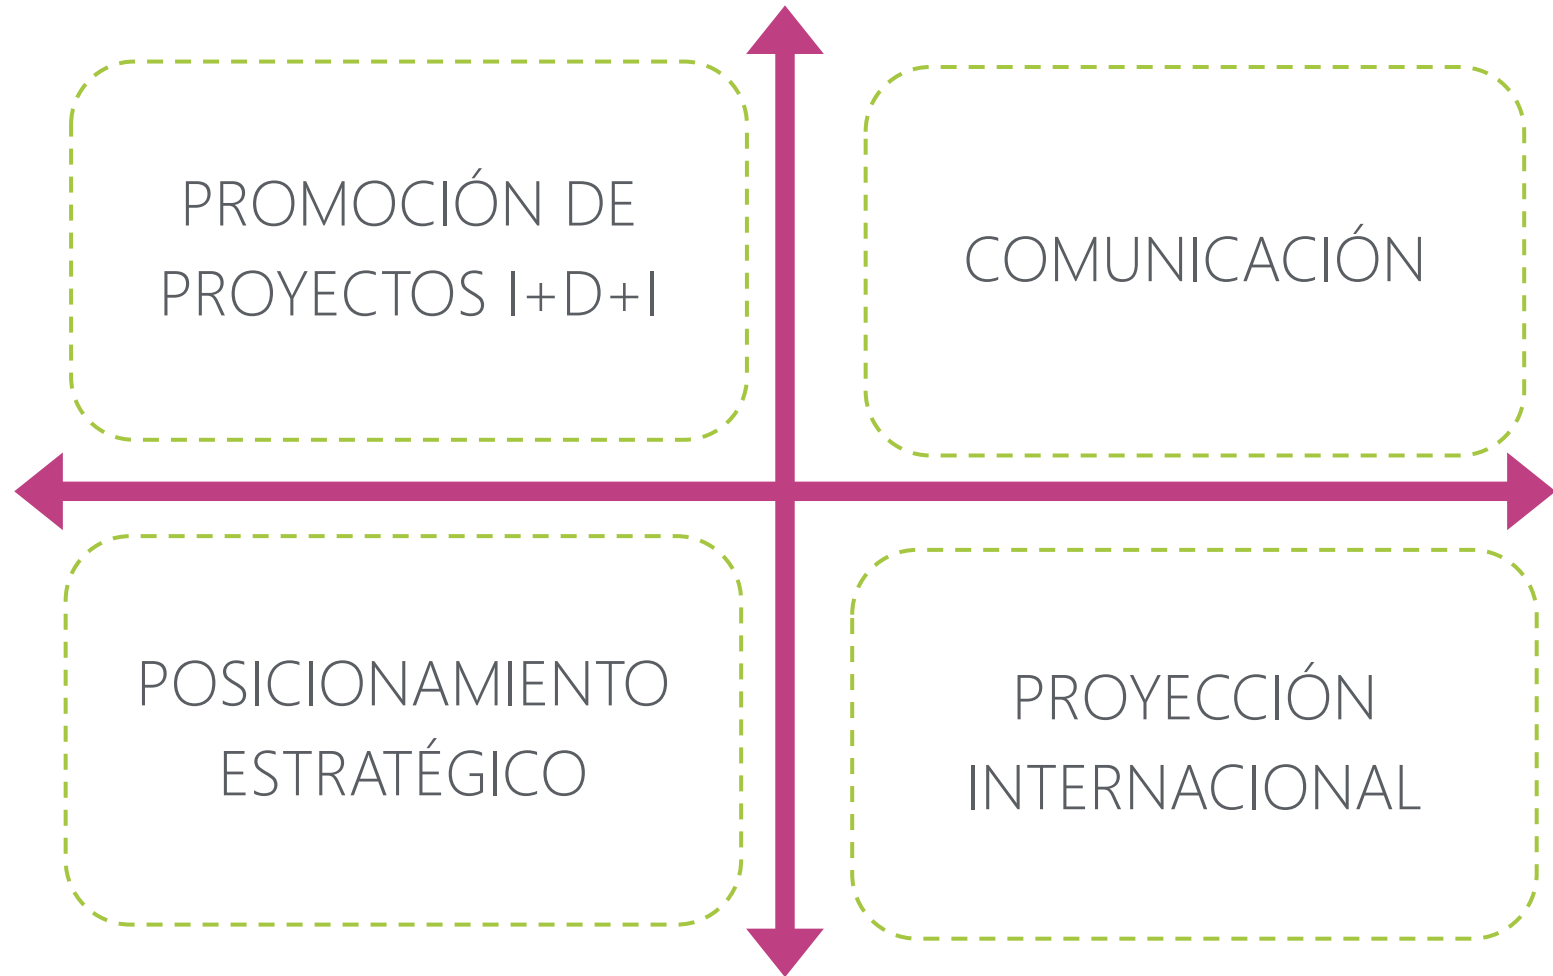 PROMOCIÓN DE
PROYECTOS I+D+I
COMUNICACIÓN
POSICIONAMIENTO
ESTRATÉGICO
PROYECCIÓN
INTERNACIONAL